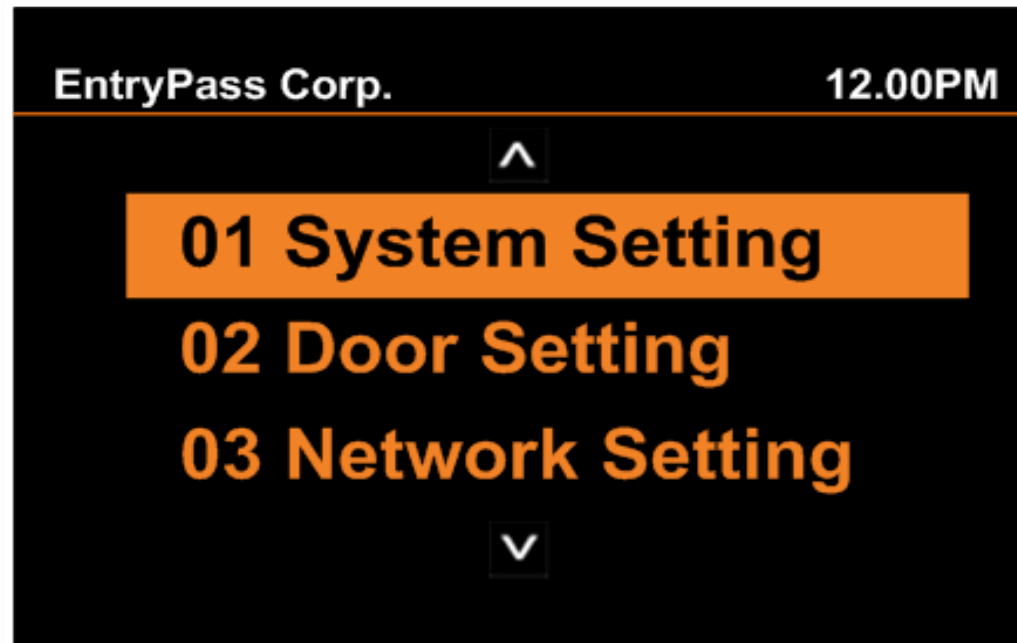 EntryPass Corp. 12.00PM
01 System Setting
02 Door Setting
03 Network Setting